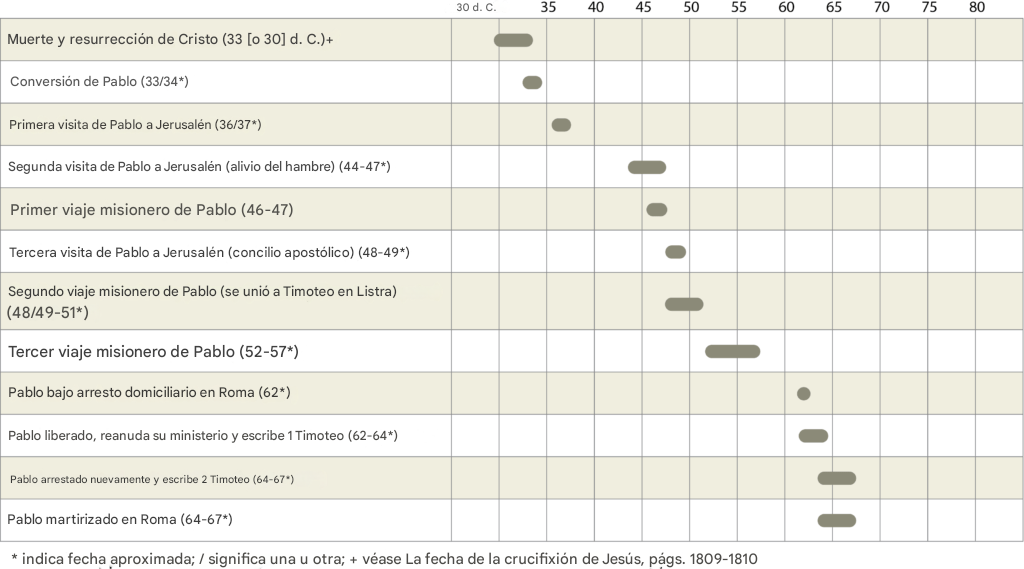 30 d. C. 35 40 45 50 55 60 65 70 75 80
Muerte y resurrección de Cristo (33 [o 30] d. C.)+
Conversión de Pablo (33/34*)
Primera visita de Pablo a Jerusalén (36/37*)
Segunda visita de Pablo a Jerusalén (alivio del hambre) (44-47*)
Primer viaje misionero de Pablo (46-47)
Tercera visita de Pablo a Jerusalén (concilio apostólico) (48-49*)
Segundo viaje misionero de Pablo (se unió a Timoteo en Listra)
(48/49-51*)
Tercer viaje misionero de Pablo (52-57*)
Pablo bajo arresto domiciliario en Roma (62*)
Pablo liberado, reanuda su ministerio y escribe 1 Timoteo (62-64*)
Pablo arrestado nuevamente y escribe 2 Timoteo (64-67*)
Pablo martirizado en Roma (64-67*)
* indica fecha aproximada; / significa una u otra; + véase La fecha de la crucifixión de Jesús, págs. 1809-1810